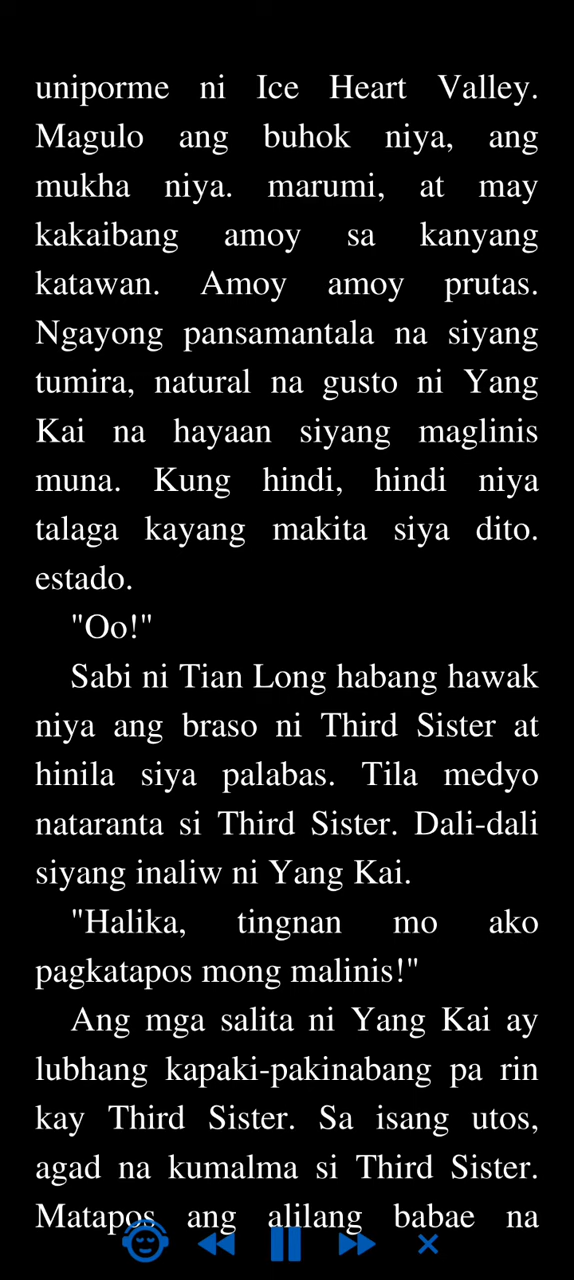 uniporme ni Ice Heart Valley.
Magulo ang buhok niya, ang
mukha niya. marumi, at may
kakaibang amoy sa kanyang
katawan. Amoy amoy prutas.
Ngayong pansamantala na siyang
tumira, natural na gusto ni Yang
Kai na hayaan siyang maglinis
muna. Kung hindi, hindi niya
talaga kayang makita siya dito.
estado.
"Oo!"
Sabi ni Tian Long habang hawak
niya ang braso ni Third Sister at
hinila siya palabas. Tila medyo
nataranta si Third Sister. Dali-dali
siyang inaliw ni Yang Kai.
"Halika, tingnan mo ako
pagkatapos mong malinis!"
Ang mga salita ni Yang Kai ay
lubhang kapaki-pakinabang pa rin
kay Third Sister. Sa isang utos,
agad na kumalma si Third Sister.
Matapos ang alilang babae na